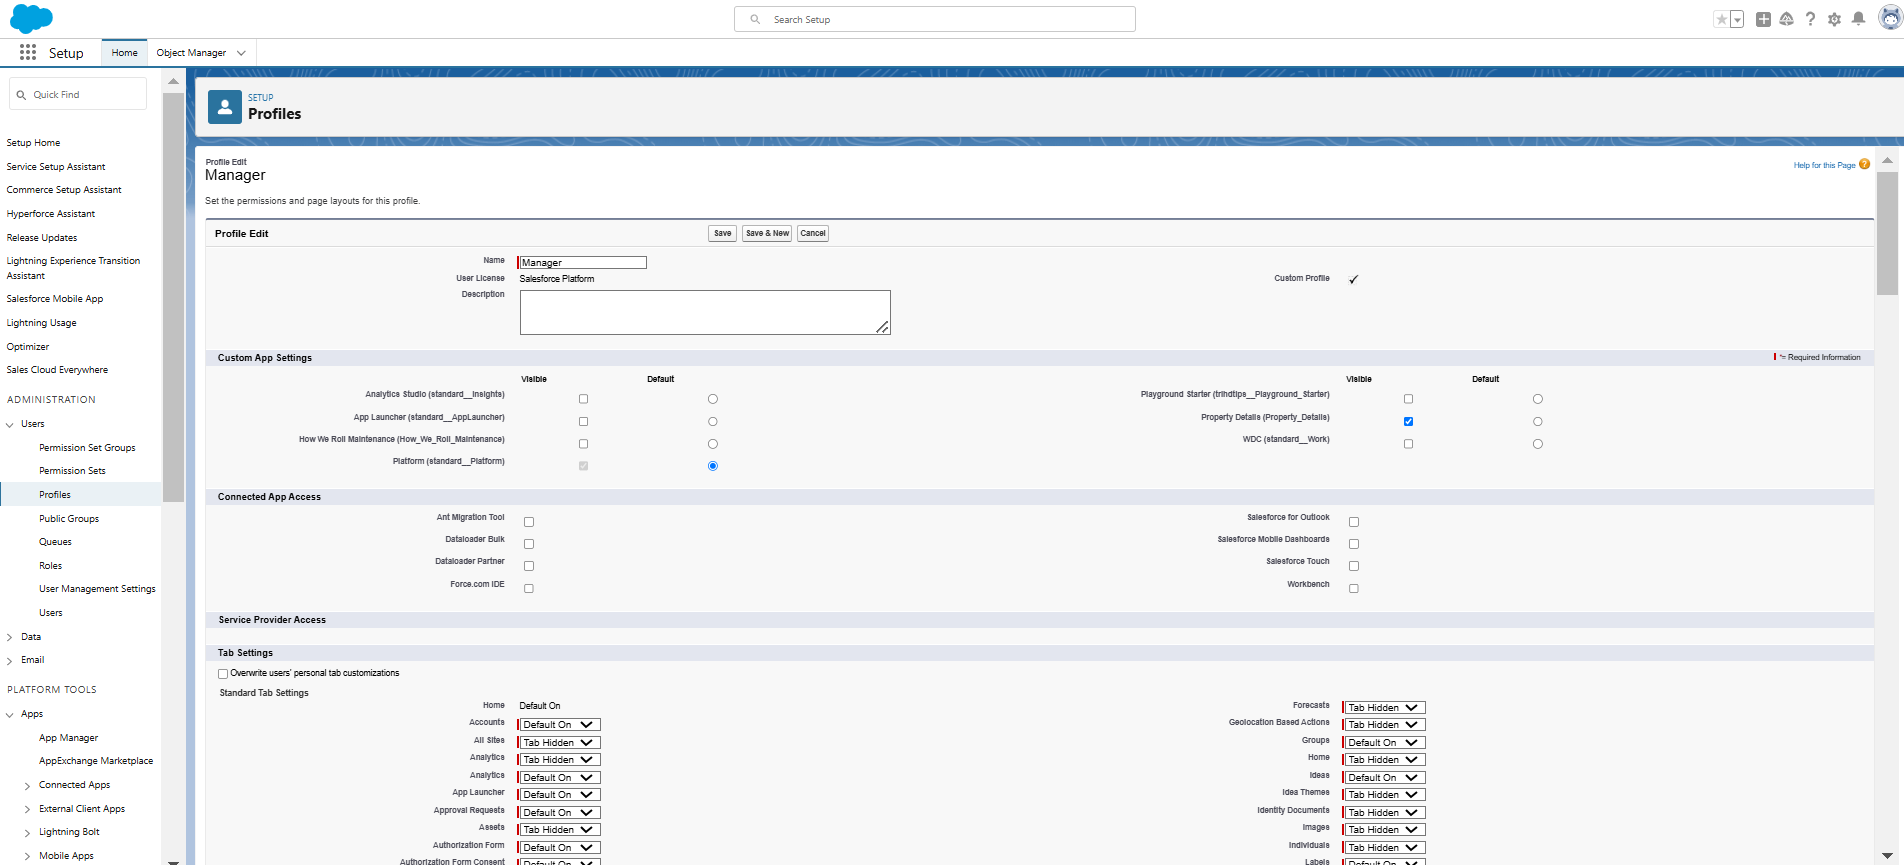 Search Setup
Setup
Home
Object Manager
Quick Find
Setup Home
Service Setup Assistant
Commerce Setup Assistant
Hyperforce Assistant
Release Updates
Lightning Experience Transition
Assistant
Salesforce Mobile App
Lightning Usage
Optimizer
Sales Cloud Everywhere
ADMINISTRATION
Users
Permission Set Groups
Permission Sets
Profiles
Public Groups
Queues
Roles
User Management Settings
Users
Data
Email
PLATFORM TOOLS
Apps
App Manager
AppExchange Marketplace
Connected Apps
External Client Apps
Lightning Bolt
Mobile Apps
SETUP
Profiles
Profile Edit
Manager
Help for this Page ?
Set the permissions and page layouts for this profile.
Profile Edit Save Save & New Cancel
Name Manager
User License Salesforce Platform Custom Profile
Description
Custom App Settings = Required Information
Visible Default Visible Default
Analytics Studio (standard__Insights) Playground Starter (trlhdtips__Playground_Starter)
App Launcher (standard__AppLauncher) Property Details (Property_Details)
How We Roll Maintenance (How_We_Roll_Maintenance) WDC (standard__Work)
Platform (standard__Platform)
Connected App Access
Ant Migration Tool Salesforce for Outlook
Dataloader Bulk Salesforce Mobile Dashboards
Dataloader Partner Salesforce Touch
Force.com IDE Workbench
Service Provider Access
Tab Settings
Overwrite users' personal tab customizations
Standard Tab Settings
Home Default On Forecasts Tab Hidden
Accounts Default On Geolocation Based Actions Tab Hidden
All Sites Tab Hidden Groups Default On
Analytics Tab Hidden Home Tab Hidden
Analytics Default On Ideas Default On
App Launcher Default On Idea Themes Tab Hidden
Approval Requests Default On Identity Documents Tab Hidden
Assets Tab Hidden Images Tab Hidden
Authorization Form Default On Individuals Tab Hidden
Authorization Form Consent Default On Labels Default On